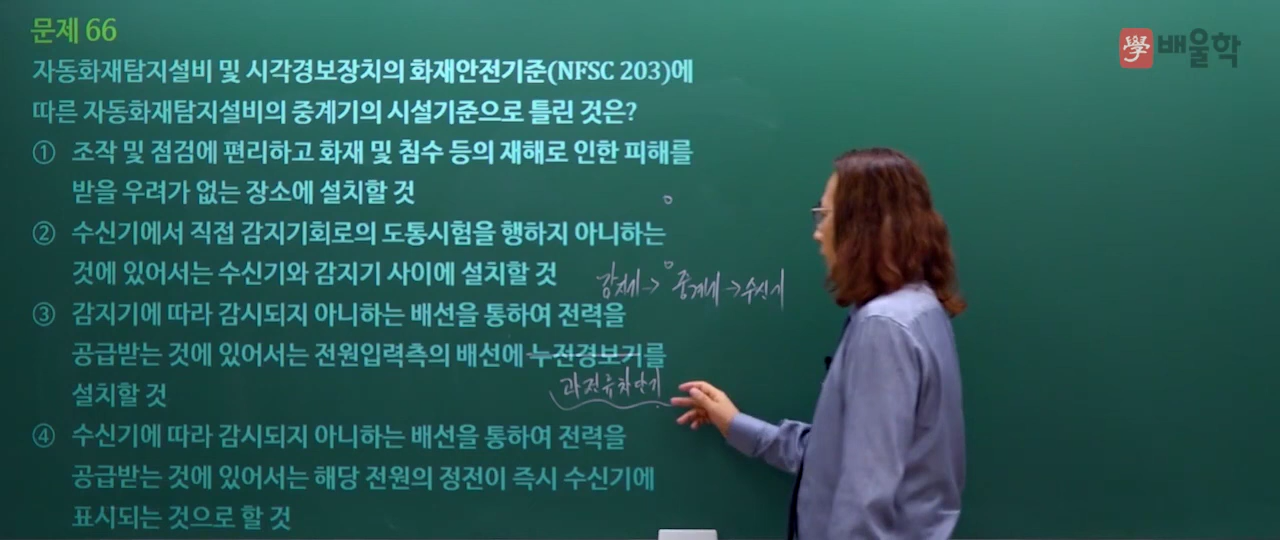 문제 66
學 배울학
자동화재탐지설비 및 시각경보장치의 화재안전기준(NFSC 203)에
따른 자동화재탐지설비의 중계기의 시설기준으로 틀린 것은?
① 조작 및 점검에 편리하고 화재 및 침수 등의 재해로 인한 피해를
받을 우려가 없는 장소에 설치할 것
② 수신기에서 직접 감지기회로의 도통시험을 행하지 아니하는
것에 있어서는 수신기와 감지기 사이에 설치할 것
감지기 → 중계기 → 수신기
③ 감지기에 따라 감시되지 아니하는 배선을 통하여 전력을
공급받는 것에 있어서는 전원입력측의 배선에 누전경보기를
설치할 것
과전류차단기
④ 수신기에 따라 감시되지 아니하는 배선을 통하여 전력을
공급받는 것에 있어서는 해당 전원의 정전이 즉시 수신기에
표시되는 것으로 할 것